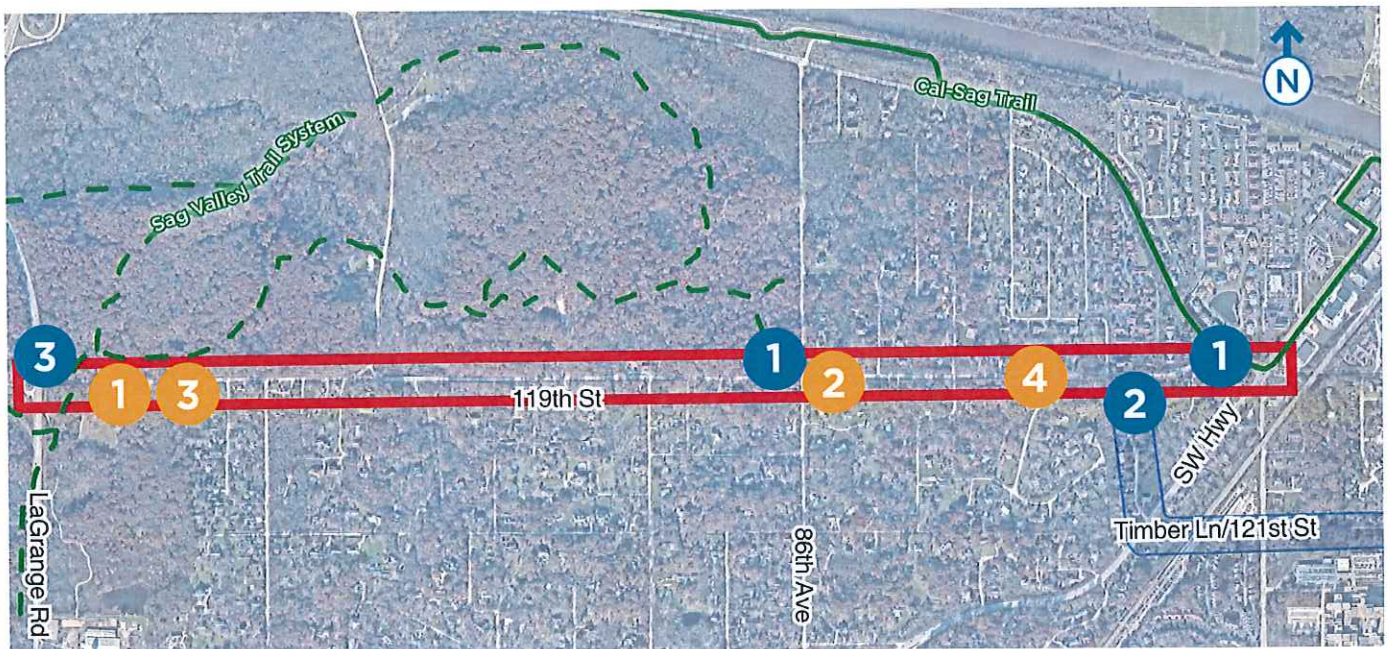 N
Cal-Sag Trail
Sag Valley Trail System
3
1
3
119th St
1
2
4
2
1
SW Hwy
LaGrange Rd
86th Ave
Timber Ln/121st St